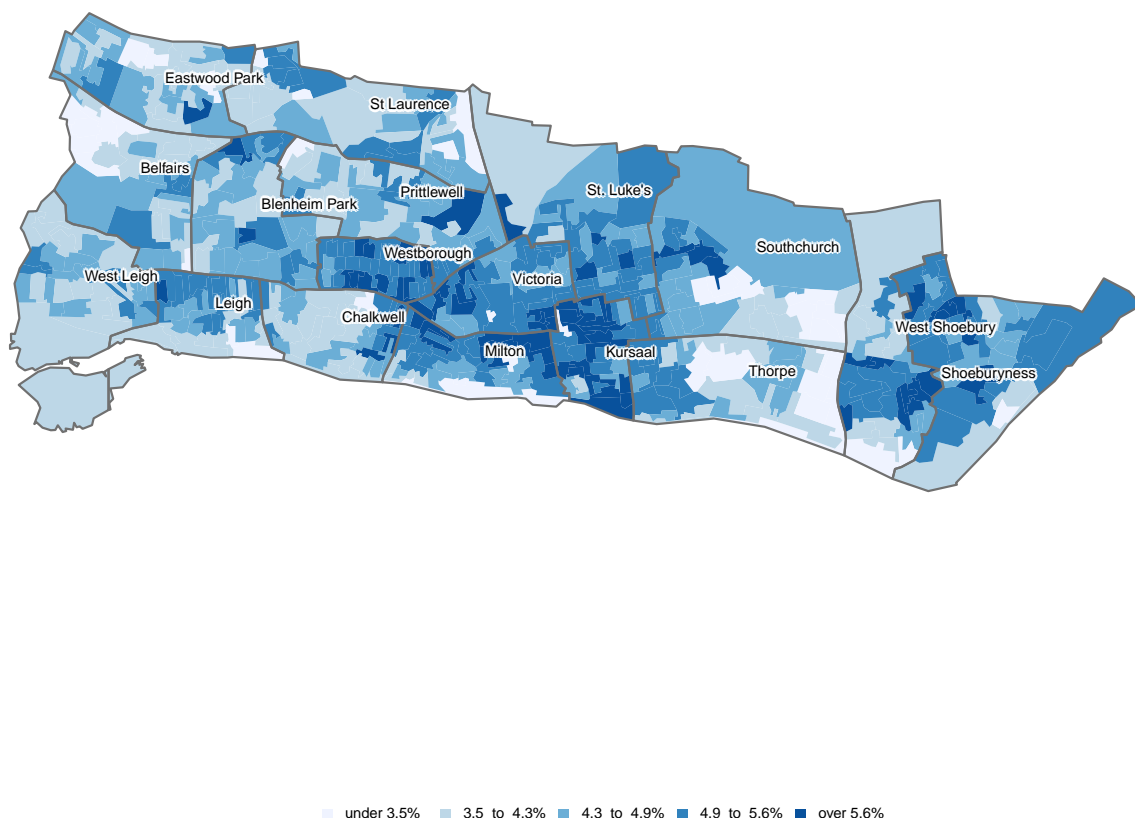 Eastwood Park
St Laurence
Belfairs
St. Luke's
Prittlewell
Blenheim Park
Southchurch
Westborough
West Leigh
Victoria
Leigh
Chalkwell
West Shoebury
Milton
Kursaal
Thorpe
Shoeburyness
under 3.5% 3.5 to 4.3% 4.3 to 4.9% 4.9 to 5.6% over 5.6%